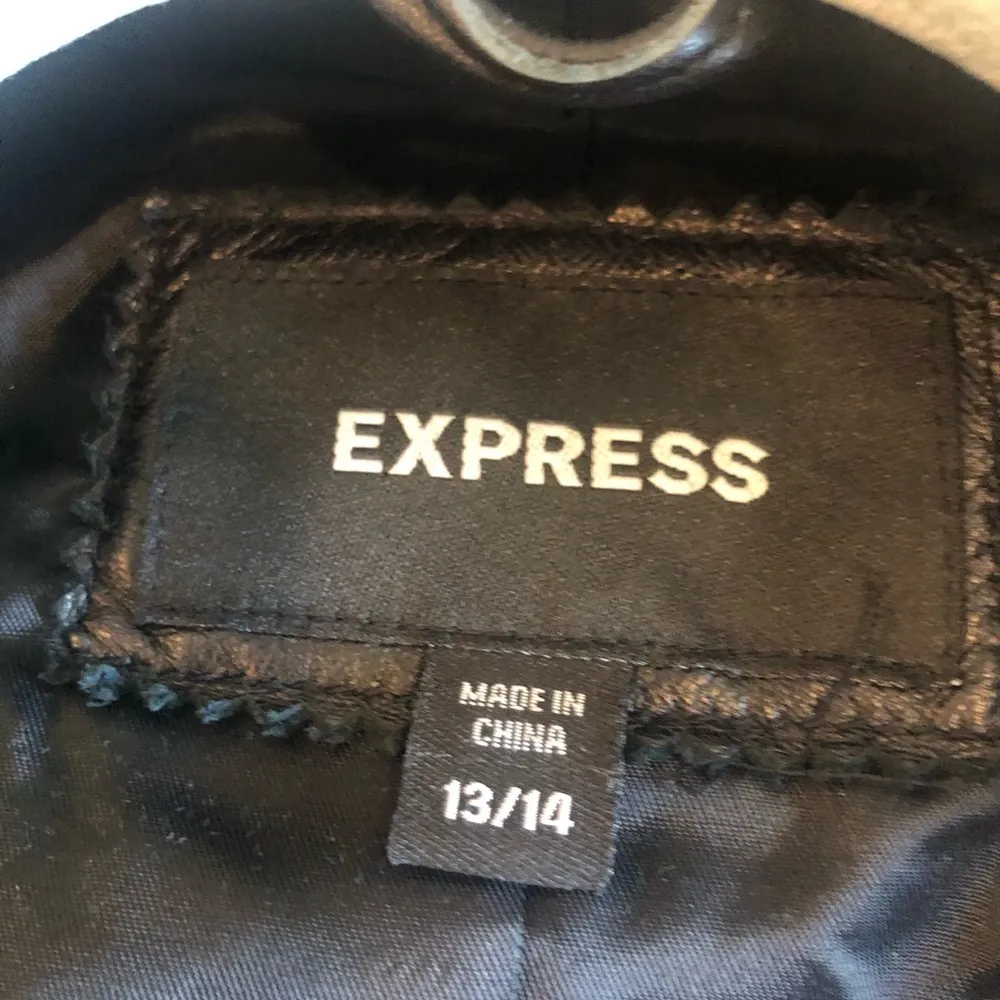 EXPRESS
MADE IN
CHINA
13/14